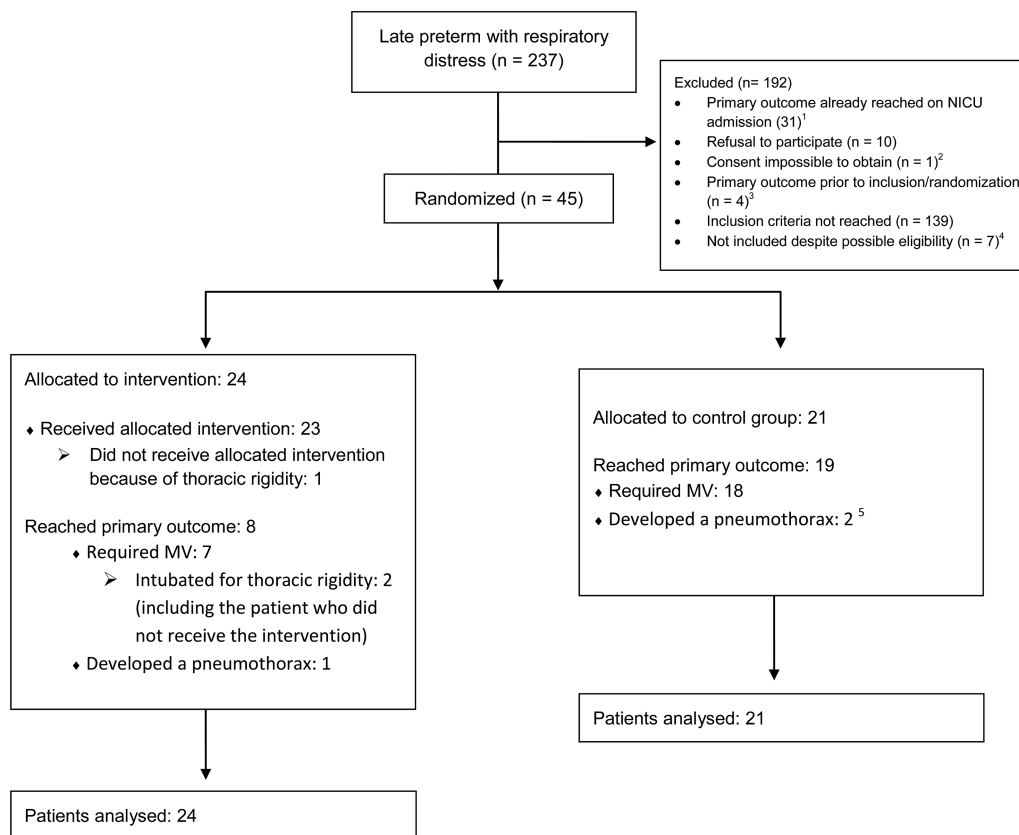 Late preterm with respiratory
distress (n = 237)
Excluded (n= 192)
• Primary outcome already reached on NICU
admission (31)¹
• Refusal to participate (n = 10)
• Consent impossible to obtain (n = 1)²
• Primary outcome prior to inclusion/randomization
(n = 4)³
• Inclusion criteria not reached (n = 139)
• Not included despite possible eligibility (n = 7)⁴
Randomized (n = 45)
Allocated to intervention: 24
♦ Received allocated intervention: 23
➢ Did not receive allocated intervention
because of thoracic rigidity: 1
Reached primary outcome: 8
♦ Required MV: 7
➢ Intubated for thoracic rigidity: 2
(including the patient who did
not receive the intervention)
♦ Developed a pneumothorax: 1
Allocated to control group: 21
Reached primary outcome: 19
♦ Required MV: 18
♦ Developed a pneumothorax: 2 ⁵
Patients analysed: 21
Patients analysed: 24